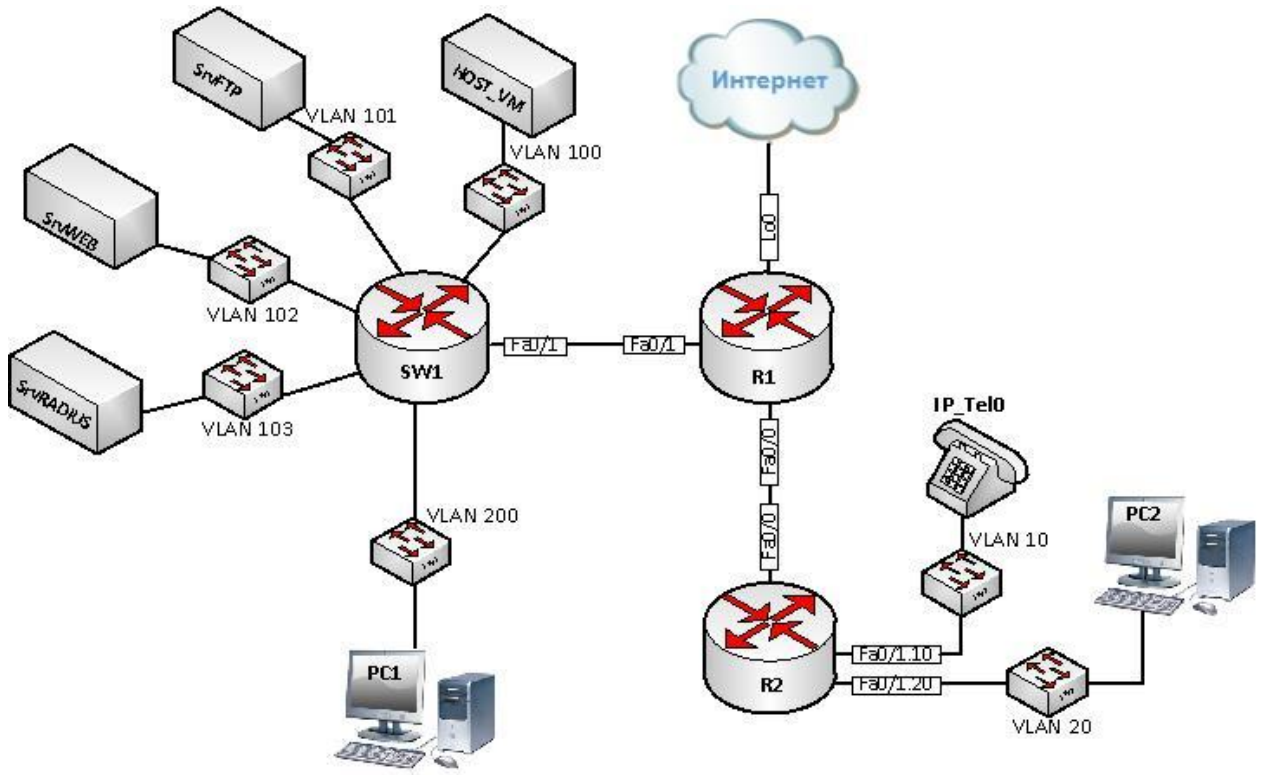 SrvFTP
HOST_VM
VLAN 101
VLAN 100
Интернет
SrvWEB
VLAN 102
Lo0
SrvRADIUS
VLAN 103
SW1
Fa0/1
Fa0/1
R1
Fa0/0
Fa0/0
IP_Tel0
VLAN 200
VLAN 10
PC2
PC1
R2
Fa0/1.10
Fa0/1.20
VLAN 20